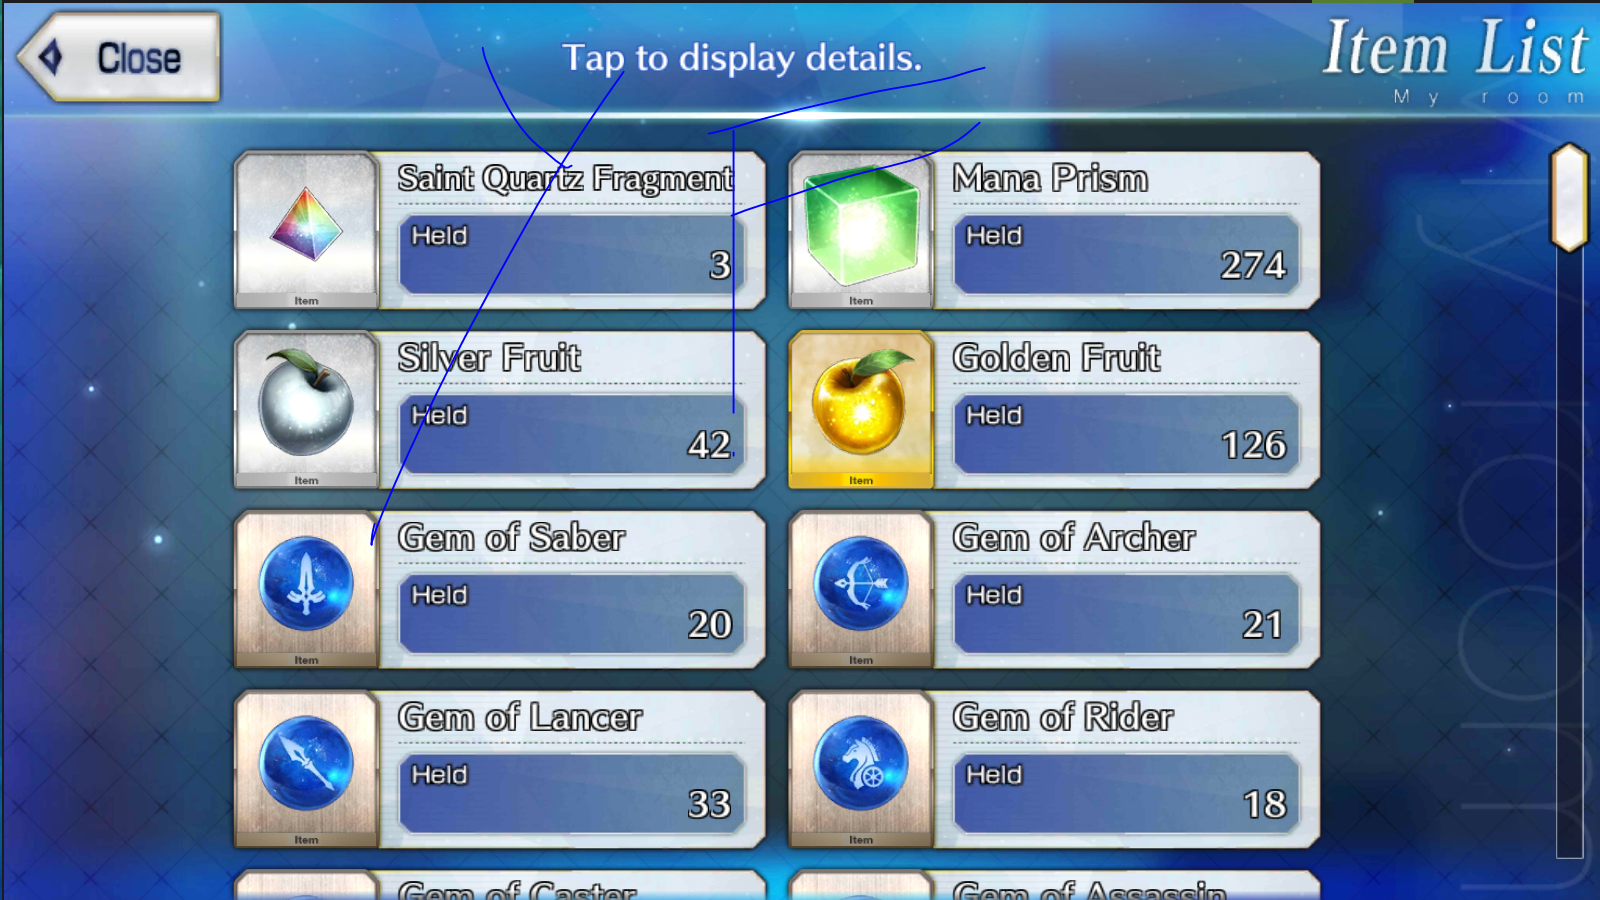 Close
Tap to display details.
Item List
My room
Saint Quartz Fragment
Held
3
Item
Mana Prism
Held
274
Item
Silver Fruit
Held
42
Item
Golden Fruit
Held
126
Item
Gem of Saber
Held
20
Item
Gem of Archer
Held
21
Item
Gem of Lancer
Held
33
Item
Gem of Rider
Held
18
Item
Gem of Caster
Gem of Assassin